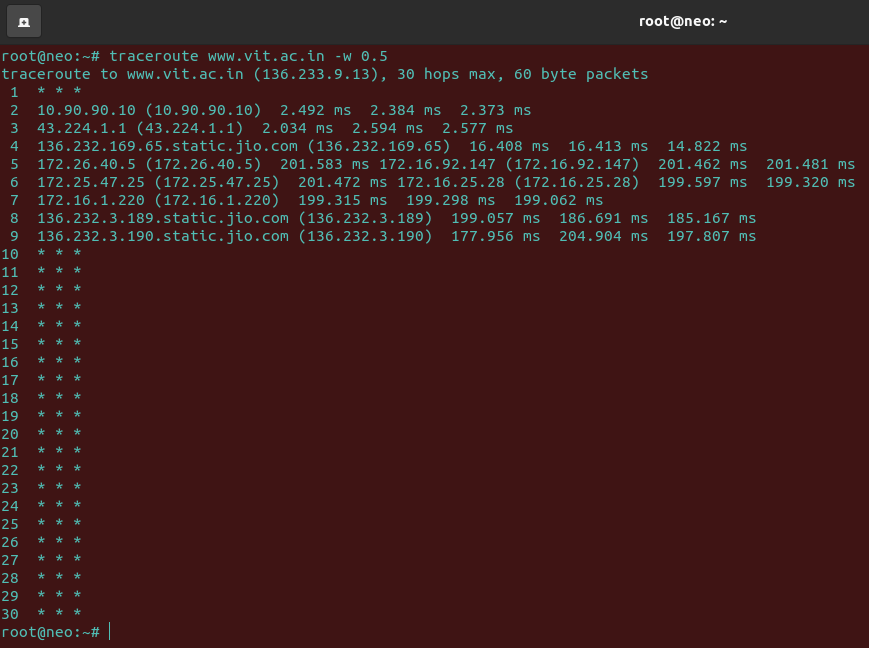 root@neo: ~
root@neo:~# traceroute www.vit.ac.in -w 0.5
traceroute to www.vit.ac.in (136.233.9.13), 30 hops max, 60 byte packets
 1  * * *
 2  10.90.90.10 (10.90.90.10)  2.492 ms  2.384 ms  2.373 ms
 3  43.224.1.1 (43.224.1.1)  2.034 ms  2.594 ms  2.577 ms
 4  136.232.169.65.static.jio.com (136.232.169.65)  16.408 ms  16.413 ms  14.822 ms
 5  172.26.40.5 (172.26.40.5)  201.583 ms 172.16.92.147 (172.16.92.147)  201.462 ms  201.481 ms
 6  172.25.47.25 (172.25.47.25)  201.472 ms 172.16.25.28 (172.16.25.28)  199.597 ms  199.320 ms
 7  172.16.1.220 (172.16.1.220)  199.315 ms  199.298 ms  199.062 ms
 8  136.232.3.189.static.jio.com (136.232.3.189)  199.057 ms  186.691 ms  185.167 ms
 9  136.232.3.190.static.jio.com (136.232.3.190)  177.956 ms  204.904 ms  197.807 ms
10  * * *
11  * * *
12  * * *
13  * * *
14  * * *
15  * * *
16  * * *
17  * * *
18  * * *
19  * * *
20  * * *
21  * * *
22  * * *
23  * * *
24  * * *
25  * * *
26  * * *
27  * * *
28  * * *
29  * * *
30  * * *
root@neo:~#